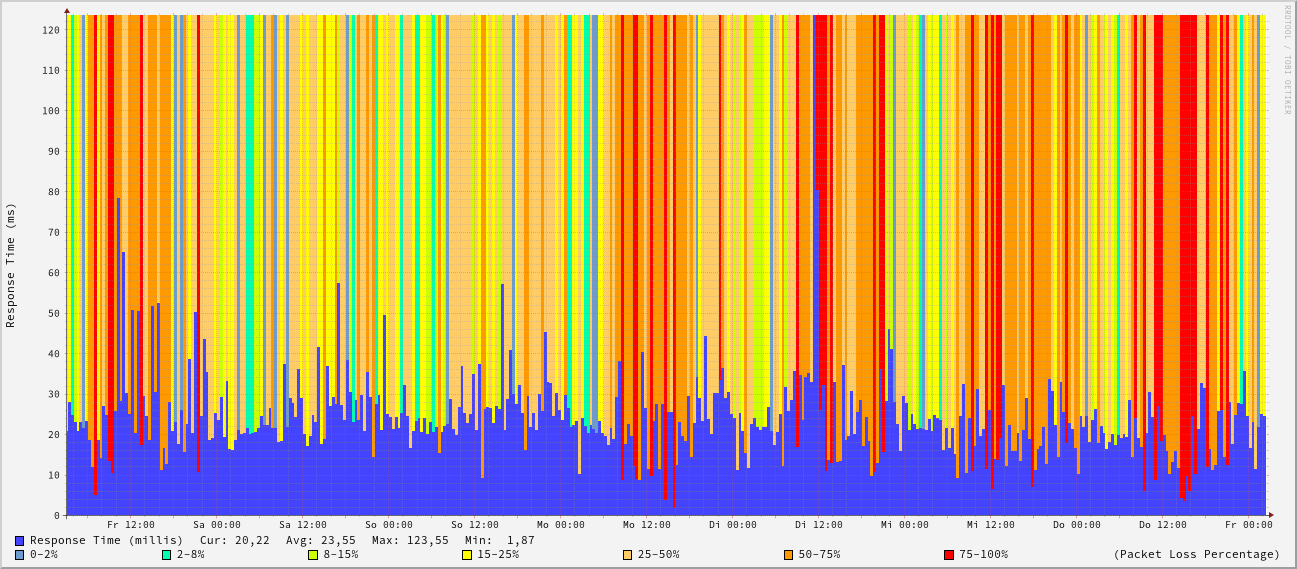 RRDTOOL / TOBI OETIKER
Response Time (ms)
120
110
100
90
80
70
60
50
40
30
20
10
0
Fr 12:00 Sa 00:00 Sa 12:00 So 00:00 So 12:00 Mo 00:00 Mo 12:00 Di 00:00 Di 12:00 Mi 00:00 Mi 12:00 Do 00:00 Do 12:00 Fr 00:00
Response Time (millis) Cur: 20,22 Avg: 23,55 Max: 123,55 Min: 1,87
0-2% 2-8% 8-15% 15-25% 25-50% 50-75% 75-100% (Packet Loss Percentage)